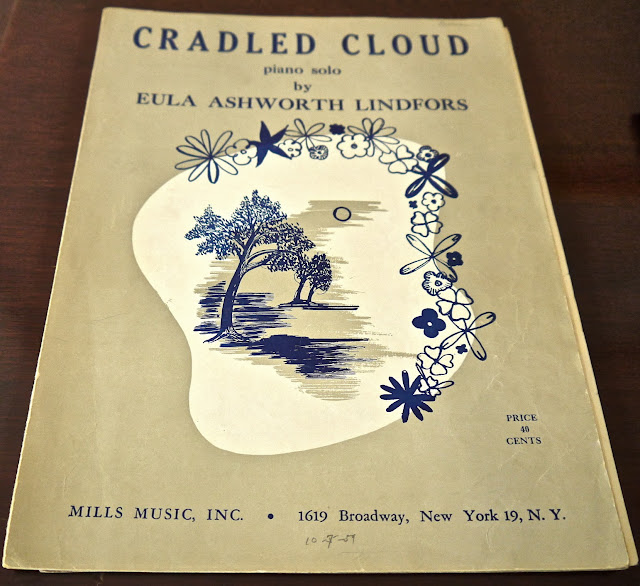 CRADLED CLOUD
piano solo
by
EULA ASHWORTH LINDFORS
PRICE
40
CENTS
MILLS MUSIC, INC. • 1619 Broadway, New York 19, N. Y.